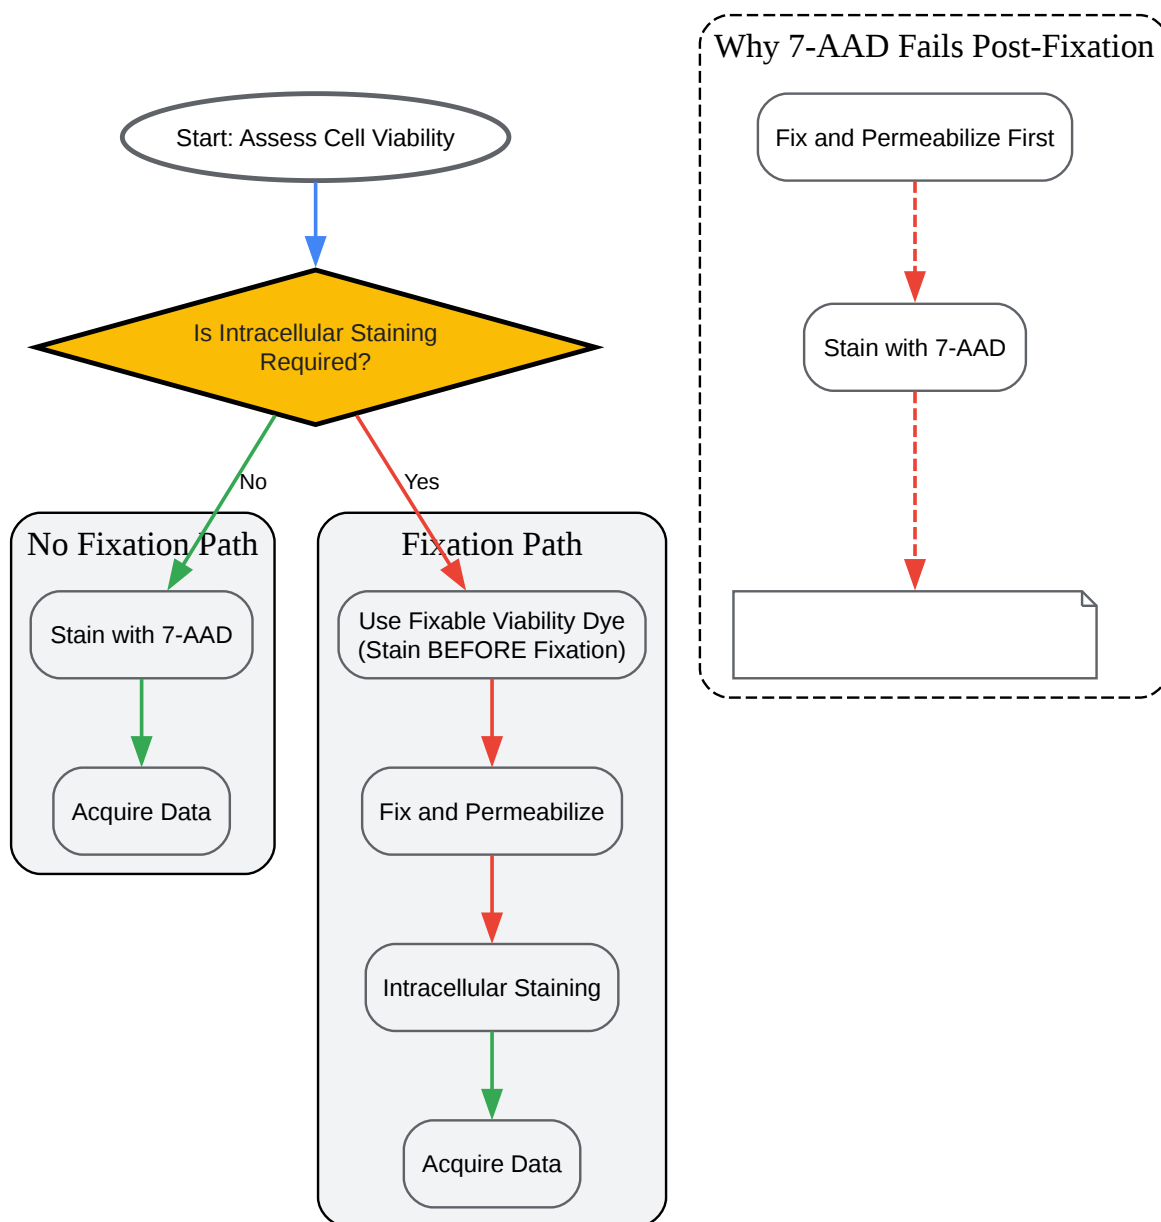 Start: Assess Cell Viability
Is Intracellular Staining
Required?
No
Yes
No Fixation Path
Stain with 7-AAD
Acquire Data
Fixation Path
Use Fixable Viability Dye
(Stain BEFORE Fixation)
Fix and Permeabilize
Intracellular Staining
Acquire Data
Why 7-AAD Fails Post-Fixation
Fix and Permeabilize First
Stain with 7-AAD